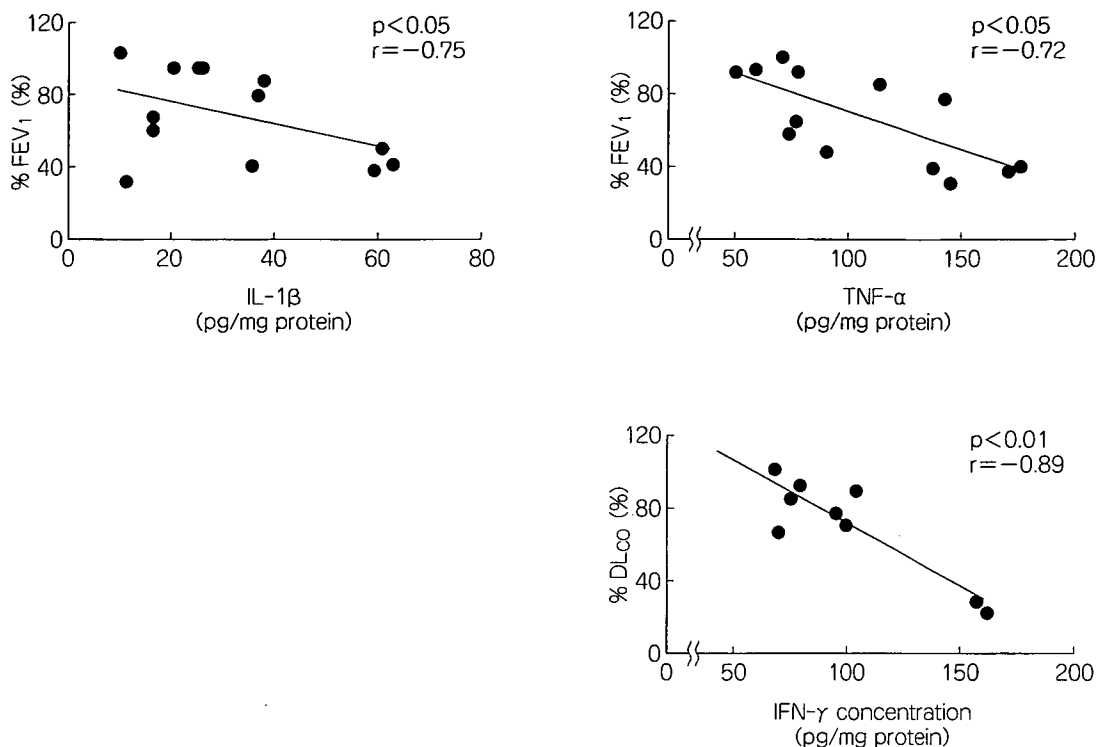 120
80
40
0
% FEV₁ (%)
p<0.05
r=−0.75
0 20 40 60 80
IL-1β
(pg/mg protein)
120
80
40
0
% FEV₁ (%)
p<0.05
r=−0.72
0 50 100 150 200
TNF-α
(pg/mg protein)
120
80
40
0
% DLCO (%)
p<0.01
r=−0.89
0 50 100 150 200
IFN-γ concentration
(pg/mg protein)